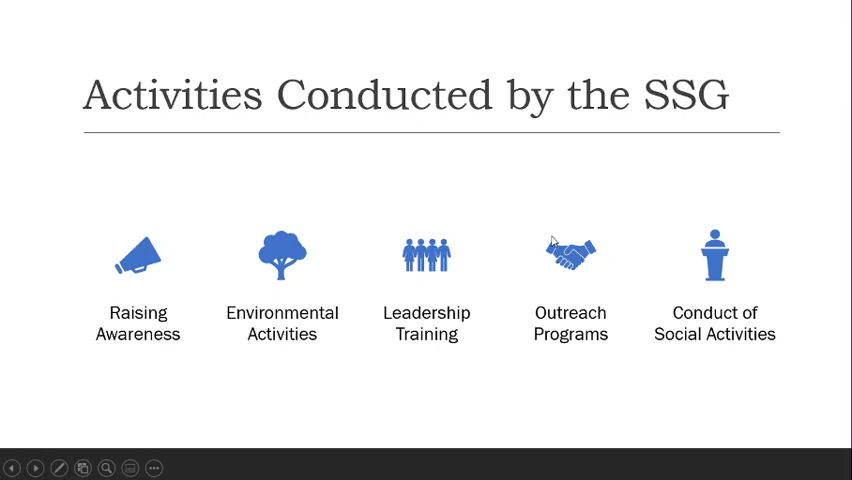 Activities Conducted by the SSG
Raising
Awareness
Environmental
Activities
Leadership
Training
Outreach
Programs
Conduct of
Social Activities